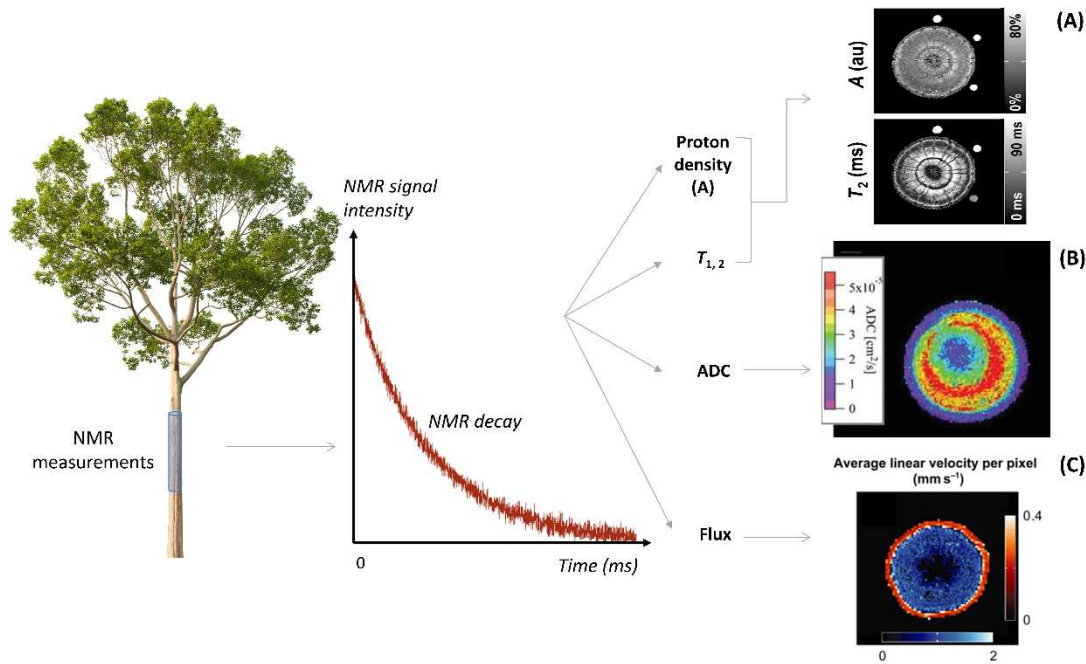 NMR
measurements
NMR signal
intensity
NMR decay
0
Time (ms)
Proton
density
(A)
T1, 2
ADC
Flux
(A)
A (au)
80%
0%
T2 (ms)
90 ms
0 ms
(B)
5x10-5
4
3
2
1
0
ADC [cm2/s]
(C)
Average linear velocity per pixel
(mm s–1)
0.4
0
0
2